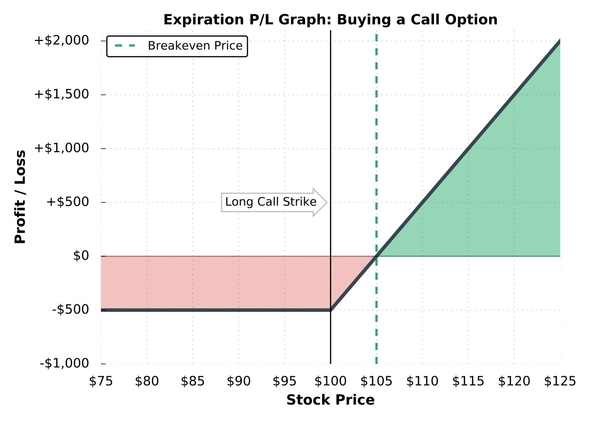 Expiration P/L Graph: Buying a Call Option
Breakeven Price
+$2,000
+$1,500
+$1,000
+$500
$0
-$500
-$1,000
Profit / Loss
Long Call Strike
$75 $80 $85 $90 $95 $100 $105 $110 $115 $120 $125
Stock Price